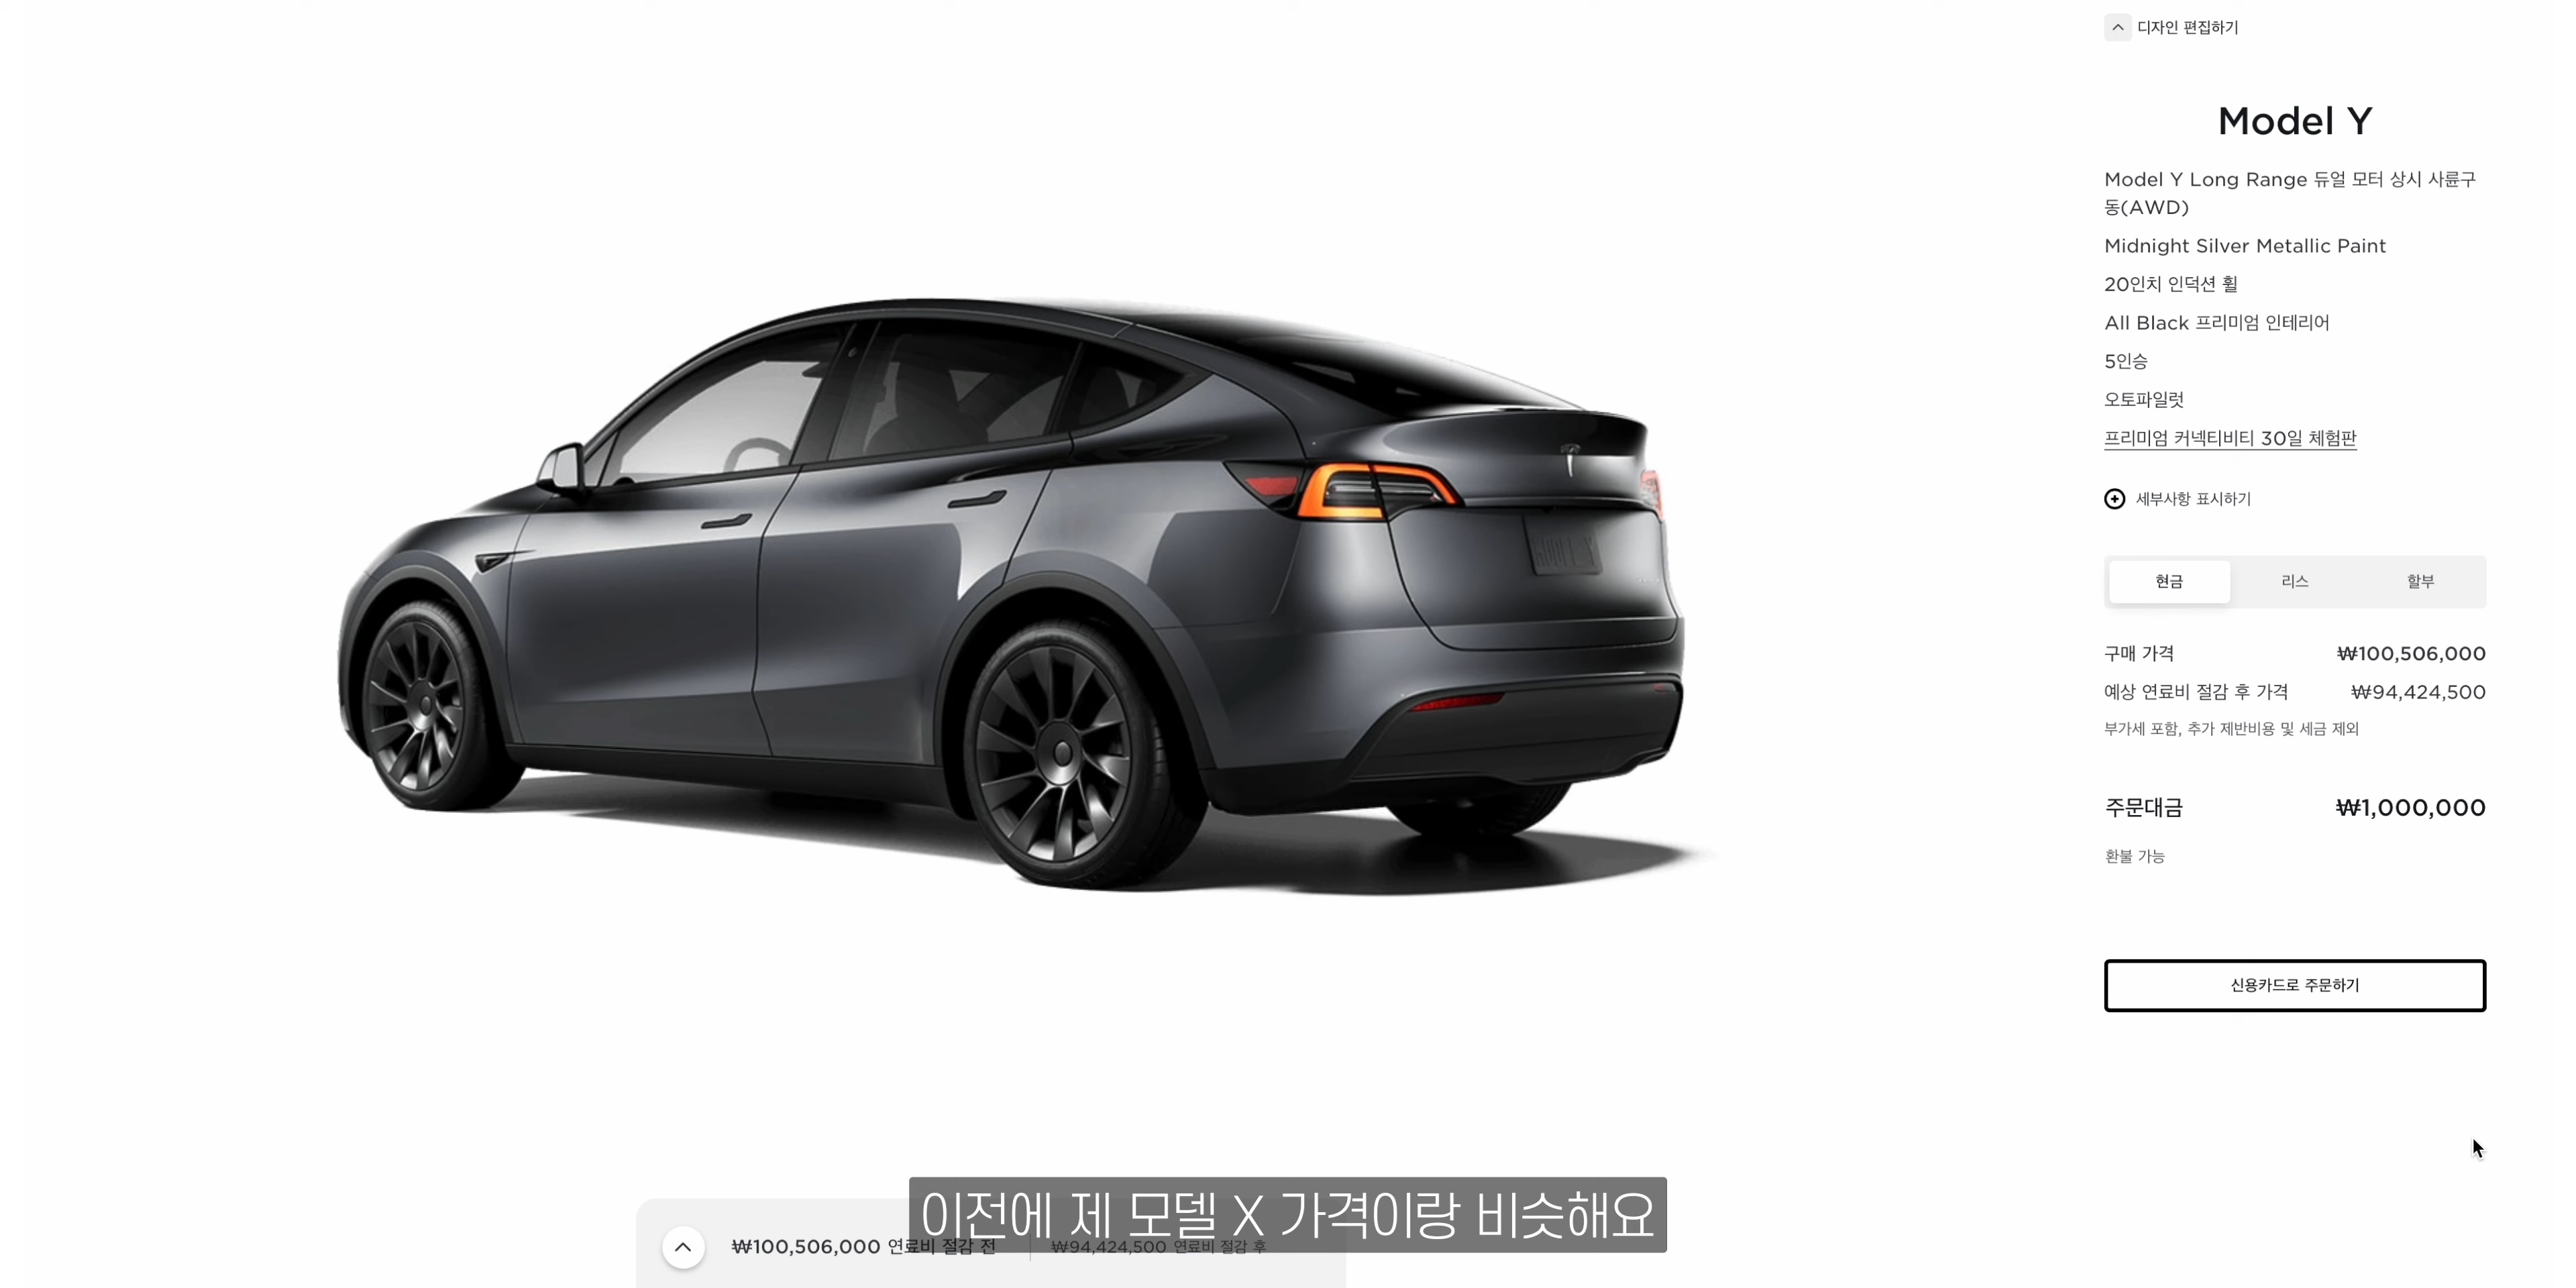 디자인 편집하기
Model Y
Model Y Long Range 듀얼 모터 상시 사륜구
동(AWD)
Midnight Silver Metallic Paint
20인치 인덕션 휠
All Black 프리미엄 인테리어
5인승
오토파일럿
프리미엄 커넥티비티 30일 체험판
세부사항 표시하기
현금 리스 할부
구매 가격 ₩100,506,000
예상 연료비 절감 후 가격 ₩94,424,500
부가세 포함, 추가 제반비용 및 세금 제외
주문대금 ₩1,000,000
환불 가능
신용카드로 주문하기
이전에 제 모델 X 가격이랑 비슷해요
₩100,506,000 연료비 절감 전 ₩94,424,500 연료비 절감 후